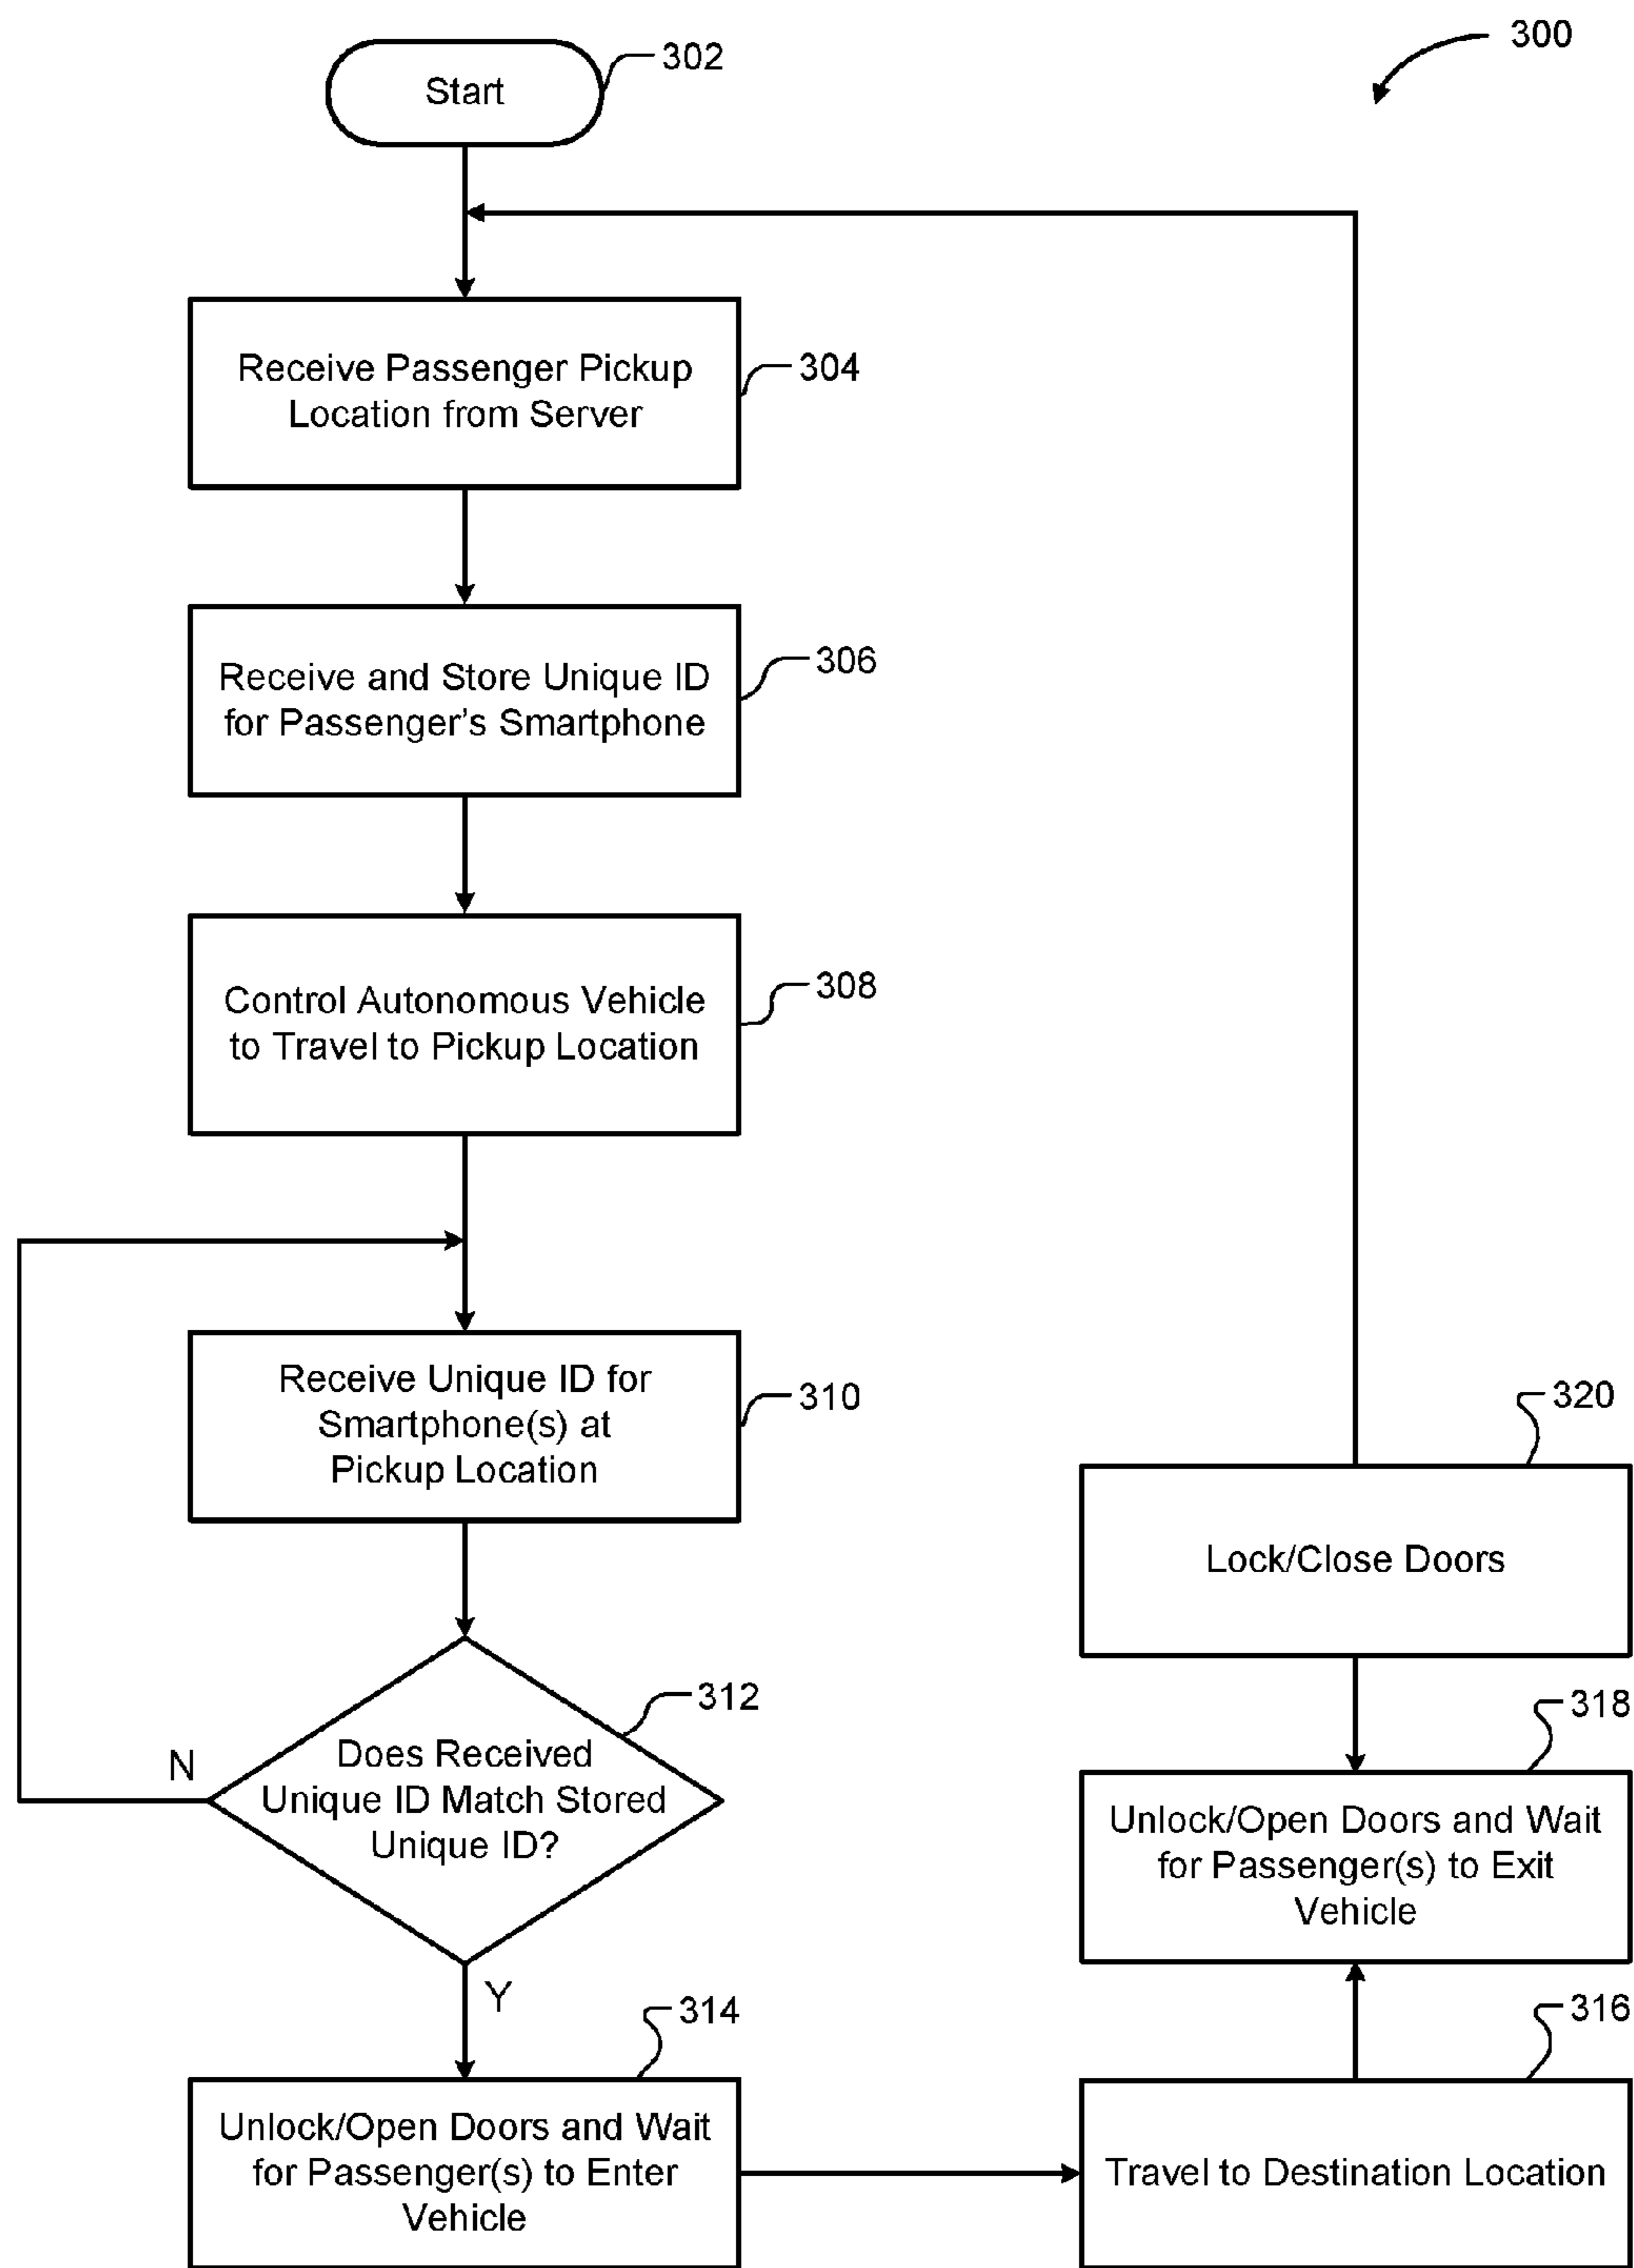 300
Start
302
Receive Passenger Pickup
Location from Server
304
Receive and Store Unique ID
for Passenger's Smartphone
306
Control Autonomous Vehicle
to Travel to Pickup Location
308
Receive Unique ID for
Smartphone(s) at
Pickup Location
310
Does Received
Unique ID Match Stored
Unique ID?
312
N
Y
Unlock/Open Doors and Wait
for Passenger(s) to Enter
Vehicle
314
Travel to Destination Location
316
Unlock/Open Doors and Wait
for Passenger(s) to Exit
Vehicle
318
Lock/Close Doors
320